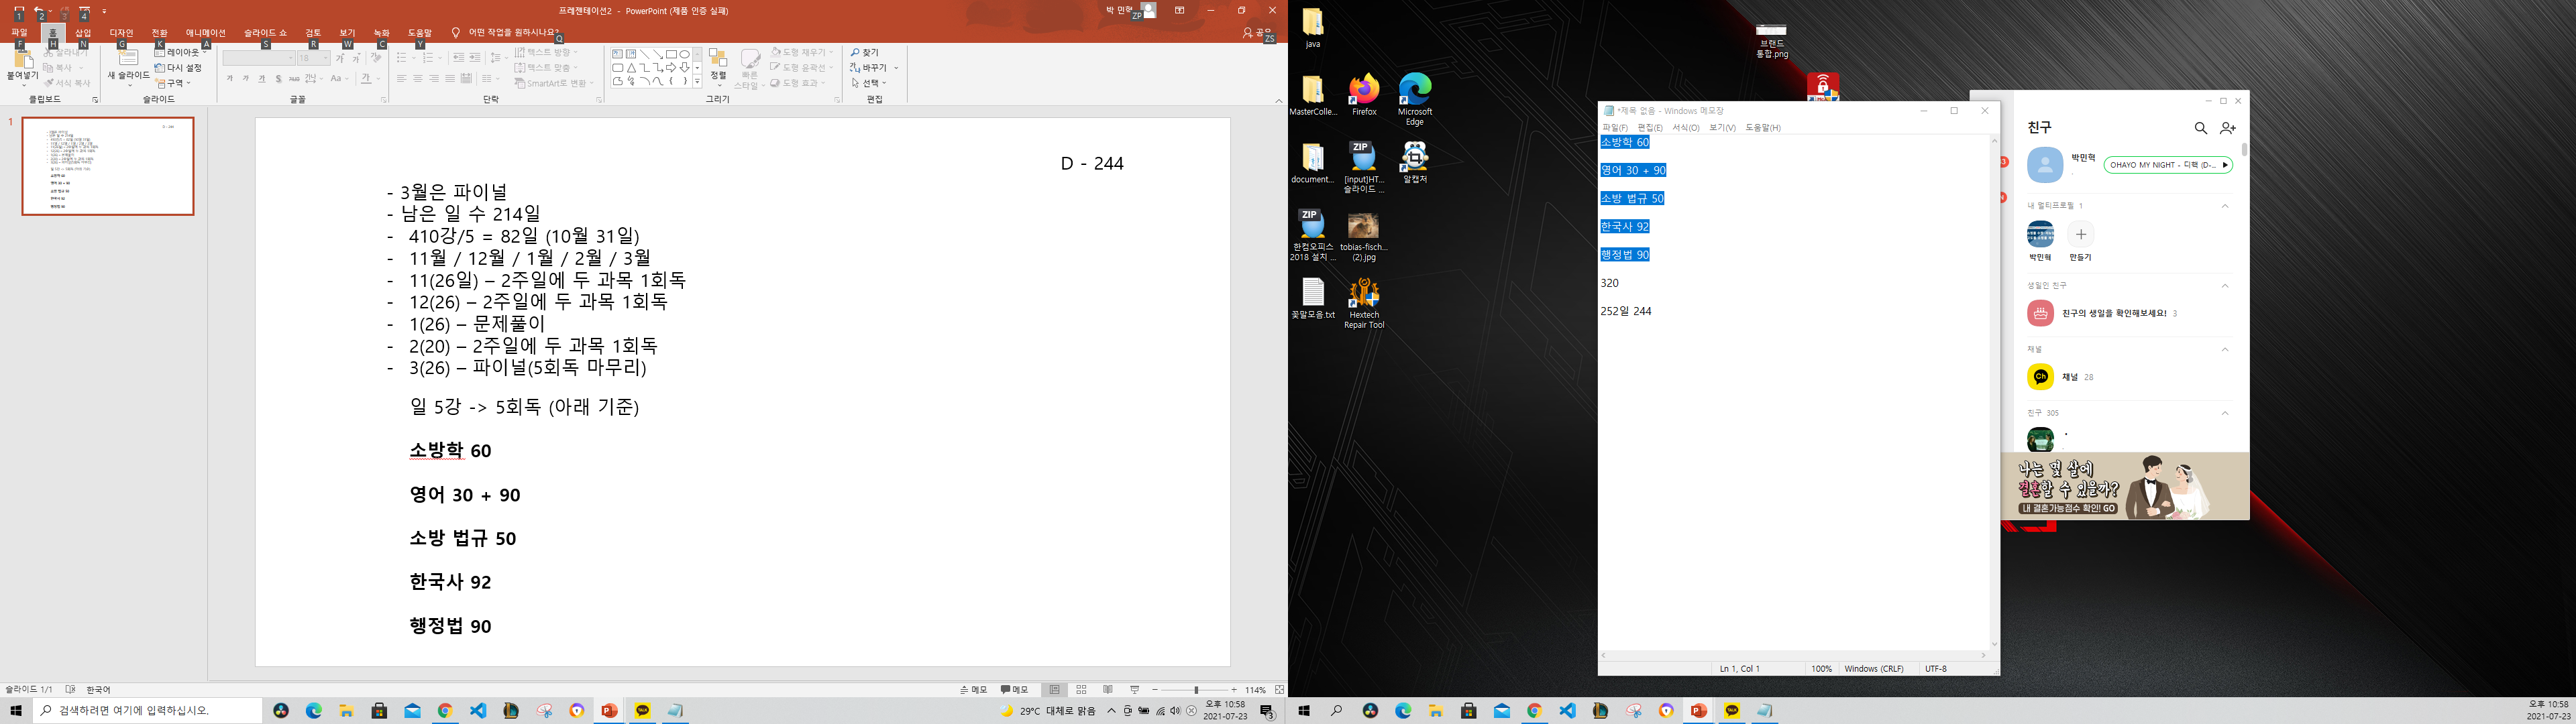 프레젠테이션2 - PowerPoint (제품 인증 실패)
박 민혁
파일 홈 삽입 디자인 전환 애니메이션 슬라이드 쇼 검토 보기 녹화 도움말 어떤 작업을 원하시나요? 공유
붙여넣기
잘라내기
복사
서식 복사
클립보드
새 슬라이드
레이아웃
다시 설정
구역
슬라이드
18
글꼴
텍스트 방향
텍스트 맞춤
SmartArt로 변환
단락
정렬
빠른 스타일
도형 채우기
도형 윤곽선
도형 효과
그리기
찾기
바꾸기
선택
편집
1
D - 244
- 3월은 파이널
- 남은 일 수 214일
- 410강/5 = 82일 (10월 31일)
- 11월 / 12월 / 1월 / 2월 / 3월
- 11(26일) – 2주일에 두 과목 1회독
- 12(26) – 2주일에 두 과목 1회독
- 1(26) – 문제풀이
- 2(20) – 2주일에 두 과목 1회독
- 3(26) – 파이널(5회독 마무리)
일 5강 -> 5회독 (아래 기준)
소방학 60
영어 30 + 90
소방 법규 50
한국사 92
행정법 90
슬라이드 1/1 한국어 메모 메모 114%
검색하려면 여기에 입력하십시오.
29°C 대체로 맑음
오후 10:58
2021-07-23
java
MasterColle...
Firefox
Microsoft Edge
document...
[input]HT... 슬라이드 ...
알캡처
한컴오피스 2018 설치 ...
tobias-fisch... (2).jpg
꽃말모음.txt
Hextech Repair Tool
브랜드 통합.png
*제목 없음 - Windows 메모장
파일(F) 편집(E) 서식(O) 보기(V) 도움말(H)
소방학 60
영어 30 + 90
소방 법규 50
한국사 92
행정법 90
320
252일 244
Ln 1, Col 1 100% Windows (CRLF) UTF-8
친구
박민혁
OHAYO MY NIGHT - 디핵 (D-...
내 멀티프로필 1
박민혁 만들기
생일인 친구
친구의 생일을 확인해보세요! 3
채널
Ch 채널 28
친구 305
나는 몇 살에
결혼할 수 있을까?
내 결혼가능점수 확인! GO
오후 10:58
2021-07-23